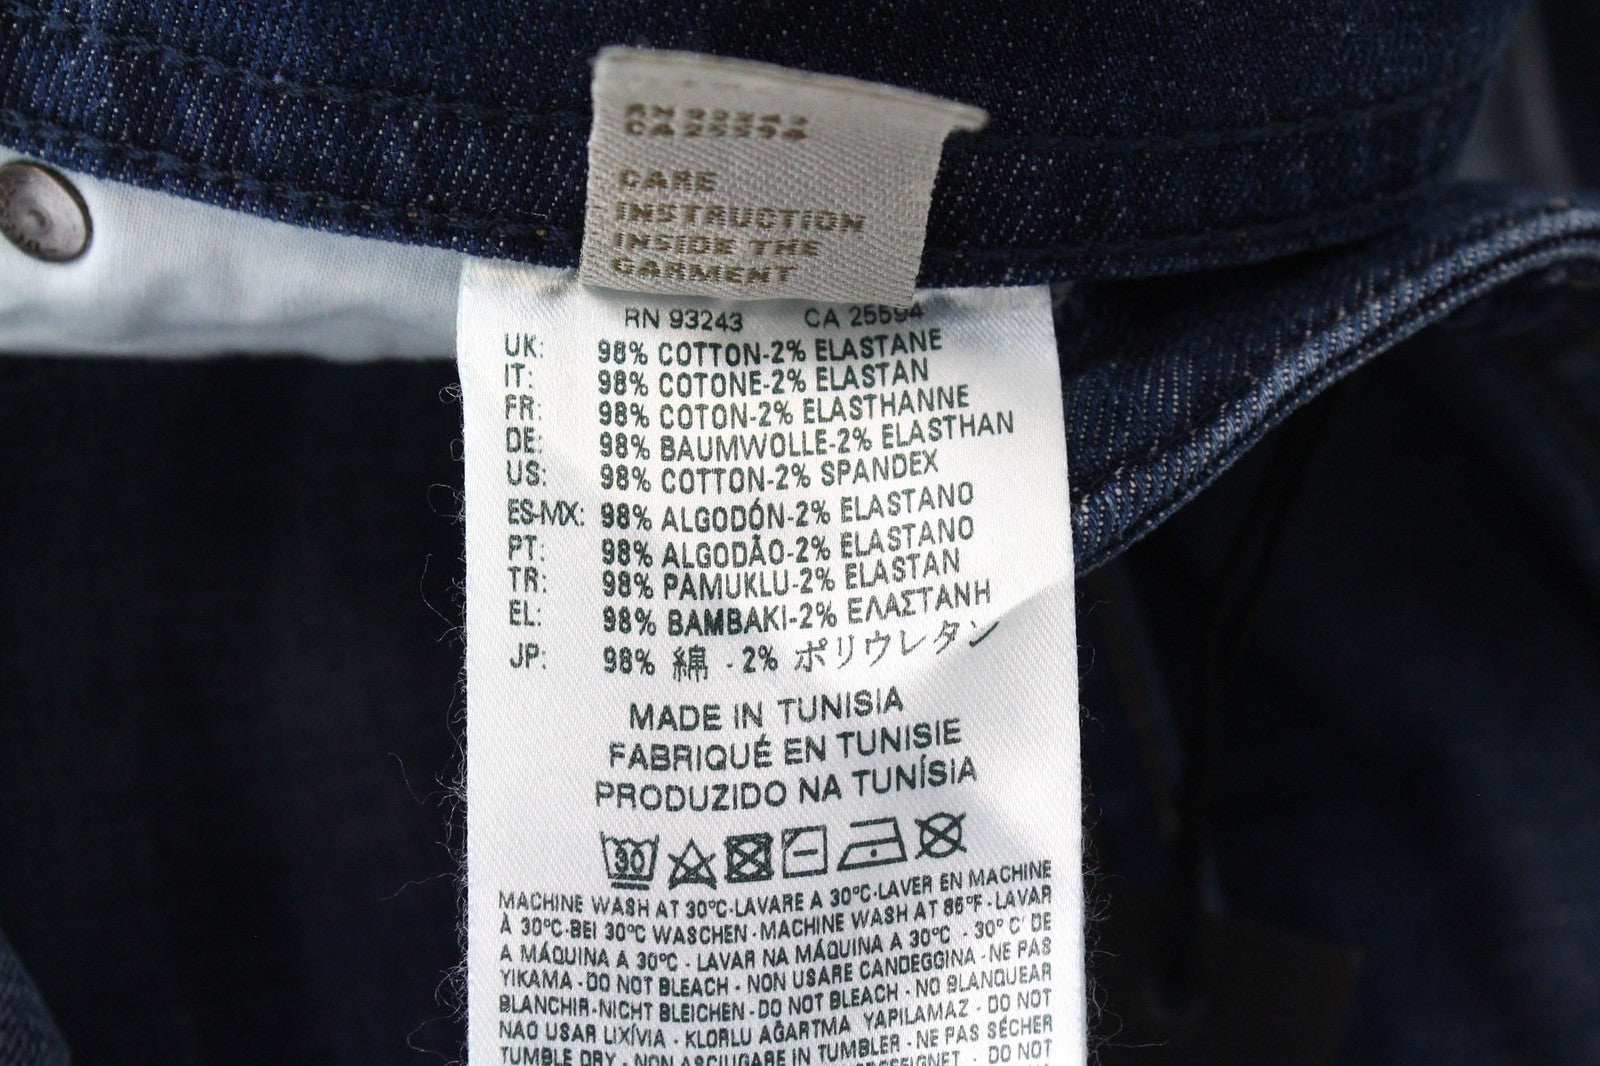 RN 93243
CA 25594
CARE
INSTRUCTION
INSIDE THE
GARMENT
RN 93243 CA 25594
UK: 98% COTTON-2% ELASTANE
IT: 98% COTONE-2% ELASTAN
FR: 98% COTON-2% ELASTHANNE
DE: 98% BAUMWOLLE-2% ELASTHAN
US: 98% COTTON-2% SPANDEX
ES-MX: 98% ALGODÓN-2% ELASTANO
PT: 98% ALGODÃO-2% ELASTANO
TR: 98% PAMUKLU-2% ELASTAN
EL: 98% BAMBAKI-2% ΕΛΑΣΤΑΝΗ
JP: 98% 綿 - 2% ポリウレタン
MADE IN TUNISIA
FABRIQUÉ EN TUNISIE
PRODUZIDO NA TUNÍSIA
30
MACHINE WASH AT 30°C-LAVARE A 30°C-LAVER EN MACHINE
À 30°C-BEI 30°C WASCHEN - MACHINE WASH AT 86°F - LAVAR
A MÁQUINA A 30°C - LAVAR NA MÁQUINA A 30°C - 30° C' DE
YIKAMA - DO NOT BLEACH - NON USARE CANDEGGINA - NE PAS
BLANCHIR-NICHT BLEICHEN - DO NOT BLEACH - NO BLANQUEAR
NAO USAR LIXÍVIA - KLORLU AĞARTMA YAPILAMAZ - DO NOT
TUMBLE DRY - NON ASCIUGARE IN TUMBLER - NE PAS SÉCHER
DO NOT